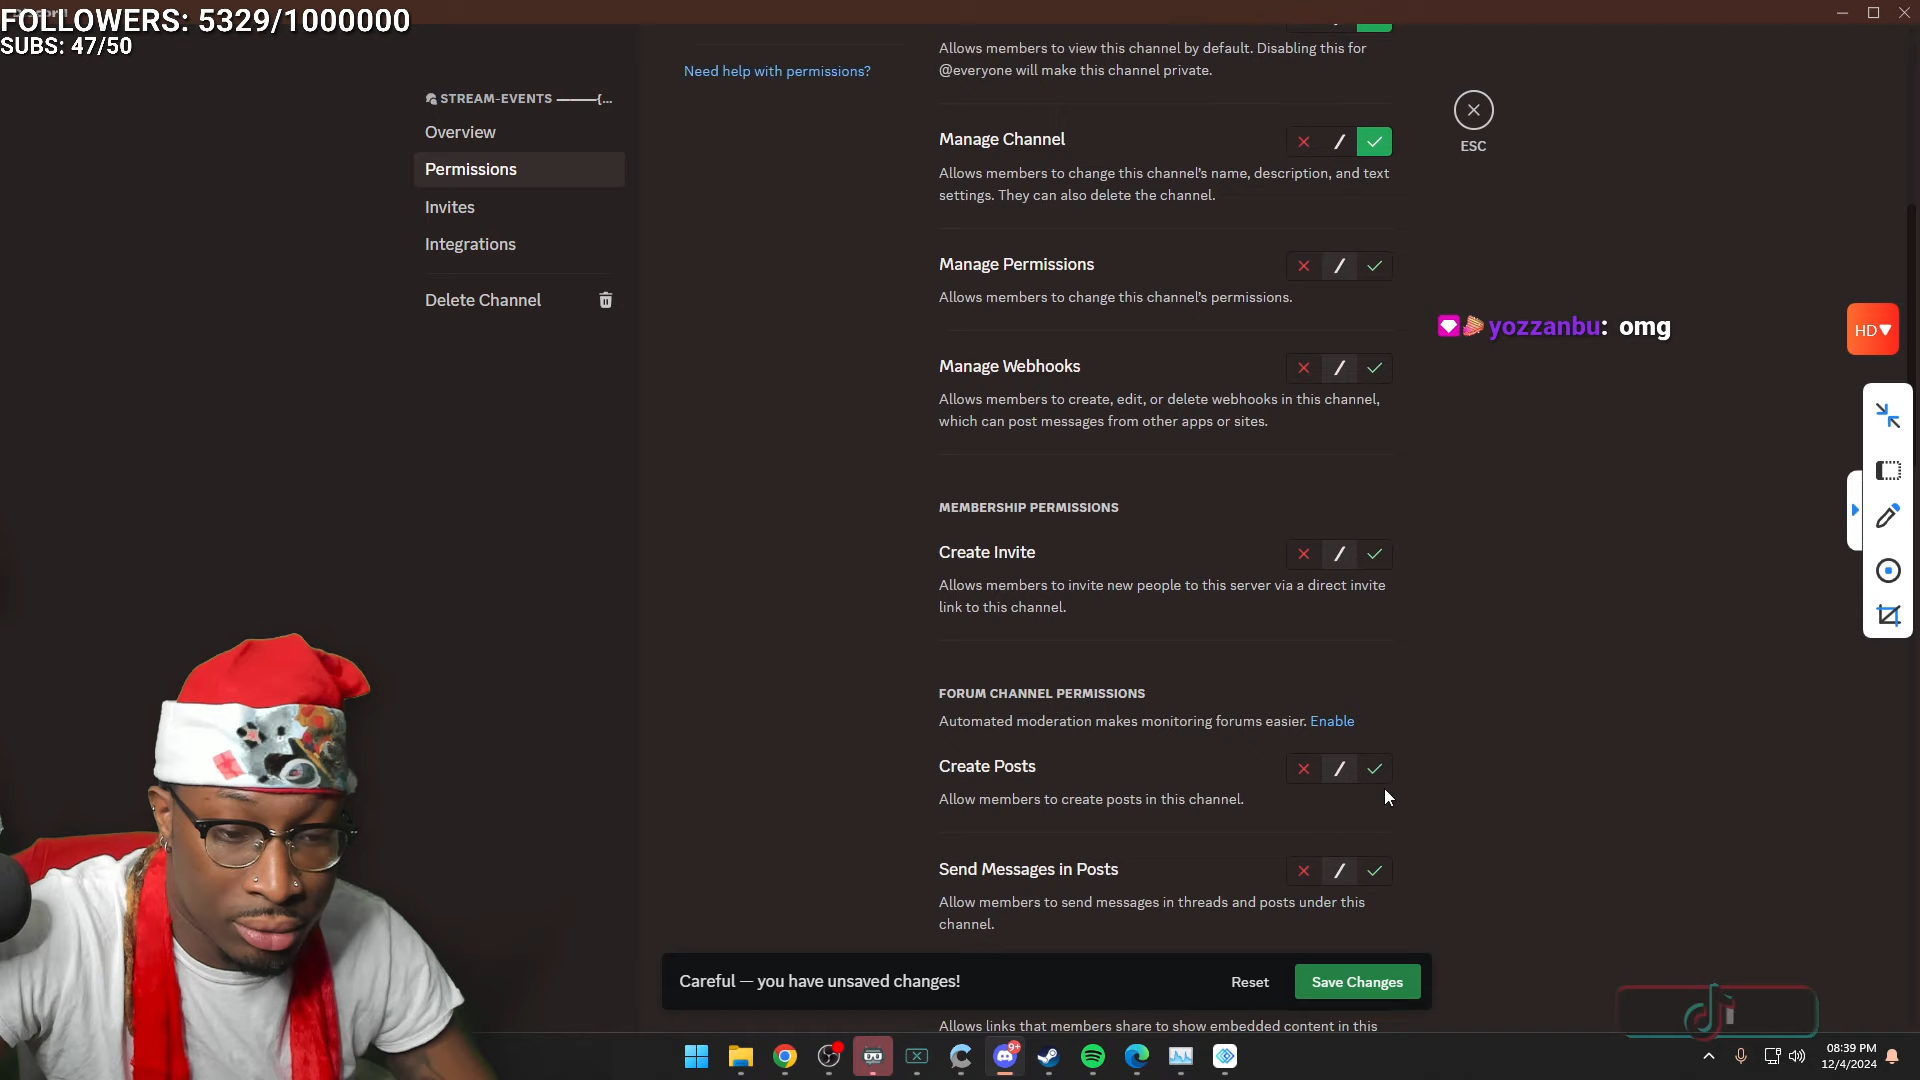 FOLLOWERS: 5329/1000000
SUBS: 47/50
Allows members to view this channel by default. Disabling this for
@everyone will make this channel private.
Need help with permissions?
STREAM-EVENTS ———{...
Overview
Permissions
Invites
Integrations
Delete Channel
Manage Channel
Allows members to change this channel's name, description, and text
settings. They can also delete the channel.
ESC
Manage Permissions
Allows members to change this channel's permissions.
yozzanbu: omg
HD
Manage Webhooks
Allows members to create, edit, or delete webhooks in this channel,
which can post messages from other apps or sites.
MEMBERSHIP PERMISSIONS
Create Invite
Allows members to invite new people to this server via a direct invite
link to this channel.
FORUM CHANNEL PERMISSIONS
Automated moderation makes monitoring forums easier. Enable
Create Posts
Allow members to create posts in this channel.
Send Messages in Posts
Allow members to send messages in threads and posts under this
channel.
Careful — you have unsaved changes!
Reset
Save Changes
Allows links that members share to show embedded content in this
9+
08:39 PM
12/4/2024